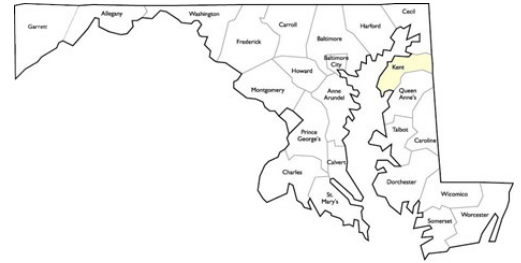 Garrett
Allegany
Washington
Frederick
Carroll
Baltimore
Harford
Cecil
Baltimore
City
Kent
Howard
Montgomery
Anne
Arundel
Queen
Anne's
Prince
George's
Talbot
Caroline
Calvert
Charles
St.
Mary's
Dorchester
Wicomico
Somerset
Worcester